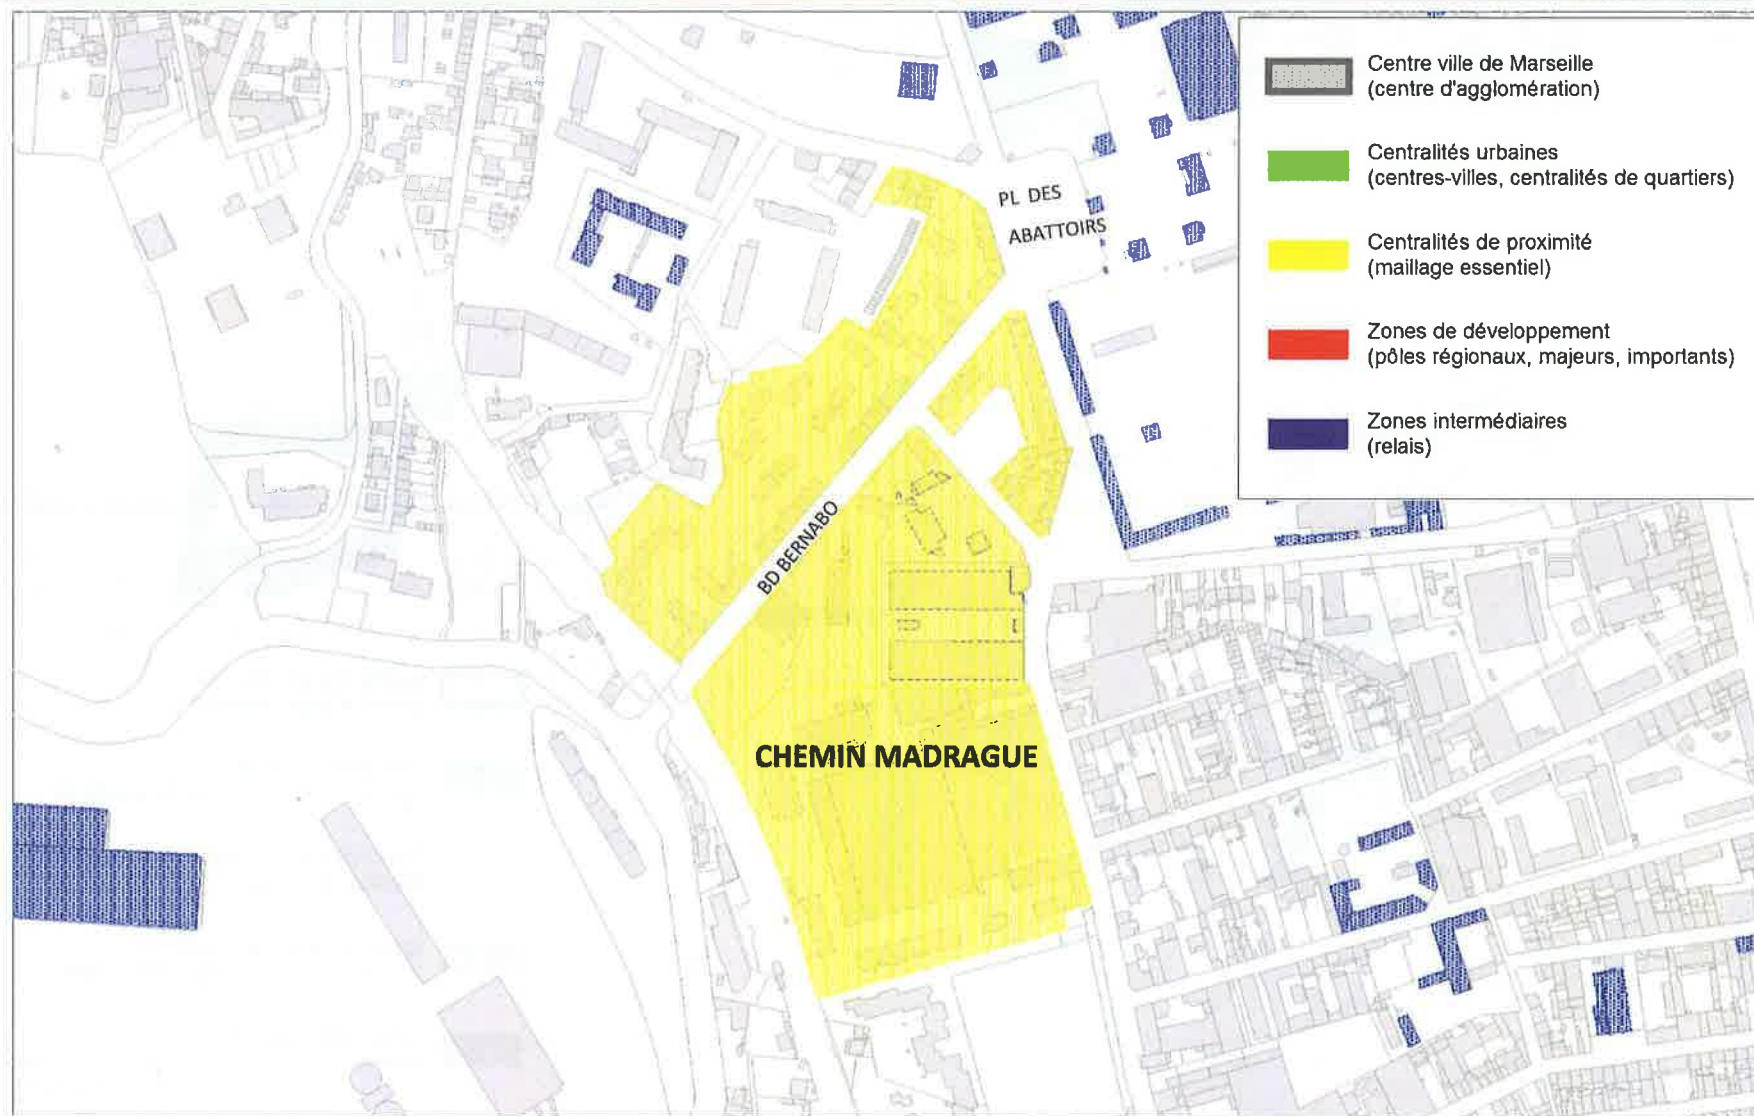 Centre ville de Marseille
(centre d'agglomération)
Centralités urbaines
(centres-villes, centralités de quartiers)
Centralités de proximité
(maillage essentiel)
Zones de développement
(pôles régionaux, majeurs, importants)
Zones intermédiaires
(relais)
PL DES
ABATTOIRS
BD BERNABO
CHEMIN MADRAGUE